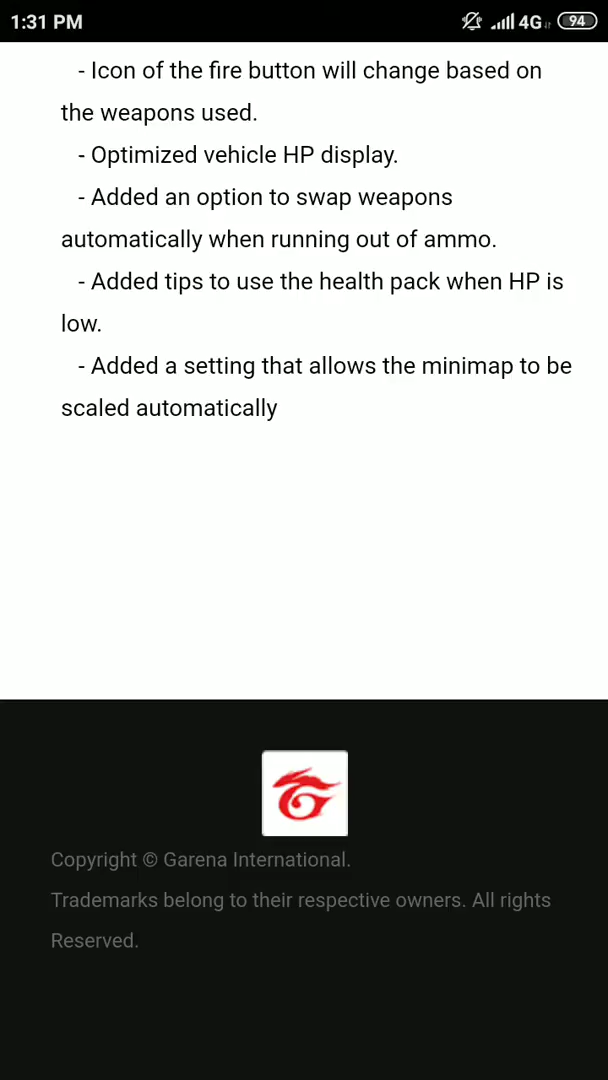 1:31 PM
4G
94
- Icon of the fire button will change based on
the weapons used.
- Optimized vehicle HP display.
- Added an option to swap weapons
automatically when running out of ammo.
- Added tips to use the health pack when HP is
low.
- Added a setting that allows the minimap to be
scaled automatically
Copyright © Garena International.
Trademarks belong to their respective owners. All rights
Reserved.